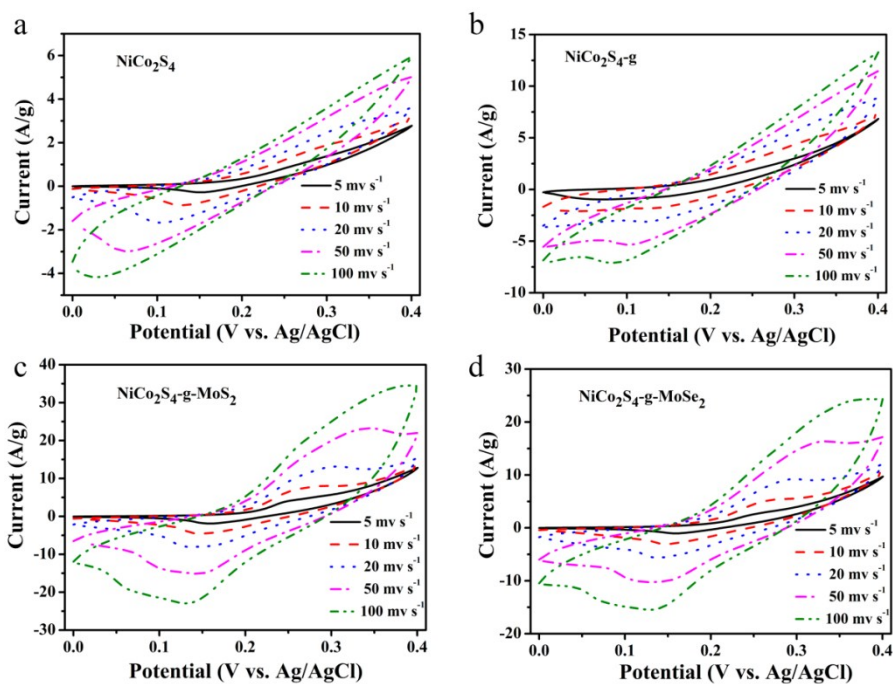 a
NiCo2S4
Current (A/g)
6
4
2
0
-2
-4
5 mv s-1
10 mv s-1
20 mv s-1
50 mv s-1
100 mv s-1
0.0 0.1 0.2 0.3 0.4
Potential (V vs. Ag/AgCl)
b
NiCo2S4-g
Current (A/g)
15
10
5
0
-5
-10
5 mv s-1
10 mv s-1
20 mv s-1
50 mv s-1
100 mv s-1
0.0 0.1 0.2 0.3 0.4
Potential (V vs. Ag/AgCl)
c
NiCo2S4-g-MoS2
Current (A/g)
40
30
20
10
0
-10
-20
-30
5 mv s-1
10 mv s-1
20 mv s-1
50 mv s-1
100 mv s-1
0.0 0.1 0.2 0.3 0.4
Potential (V vs. Ag/AgCl)
d
NiCo2S4-g-MoSe2
Current (A/g)
30
20
10
0
-10
-20
5 mv s-1
10 mv s-1
20 mv s-1
50 mv s-1
100 mv s-1
0.0 0.1 0.2 0.3 0.4
Potential (V vs. Ag/AgCl)